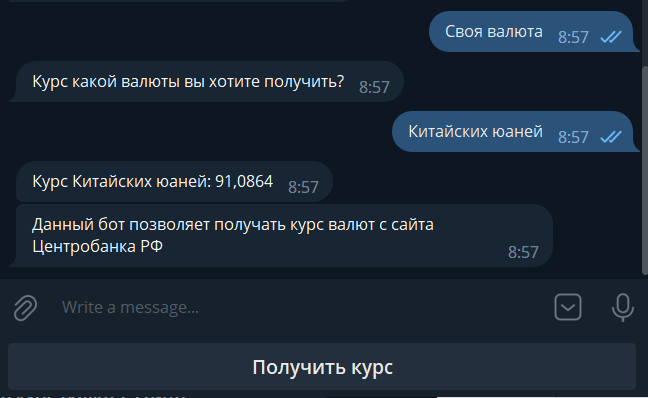 Своя валюта 8:57
Курс какой валюты вы хотите получить? 8:57
Китайских юаней 8:57
Курс Китайских юаней: 91,0864 8:57
Данный бот позволяет получать курс валют с сайта
Центробанка РФ 8:57
Write a message...
Получить курс